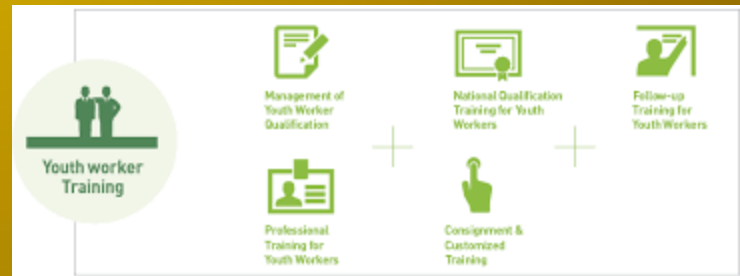 Youth worker
Training
Management of
Youth Worker
Qualification
National Qualification
Training for Youth
Workers
Follow-up
Training for
Youth Workers
Professional
Training for
Youth Workers
Consignment &
Customized
Training